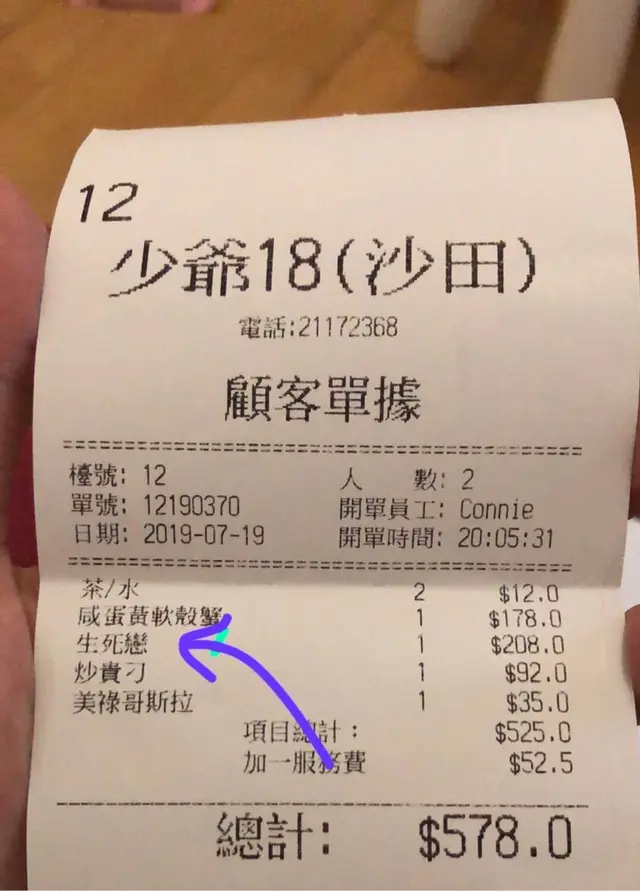 12
少爺18(沙田)
電話:21172368
顧客單據
檯號: 12 人 數: 2
單號: 12190370 開單員工: Connie
日期: 2019-07-19 開單時間: 20:05:31
茶/水 2 $12.0
咸蛋黃軟殼蟹 1 $178.0
生死戀 1 $208.0
炒貴刁 1 $92.0
美祿哥斯拉 1 $35.0
項目總計: $525.0
加一服務費 $52.5
總計: $578.0